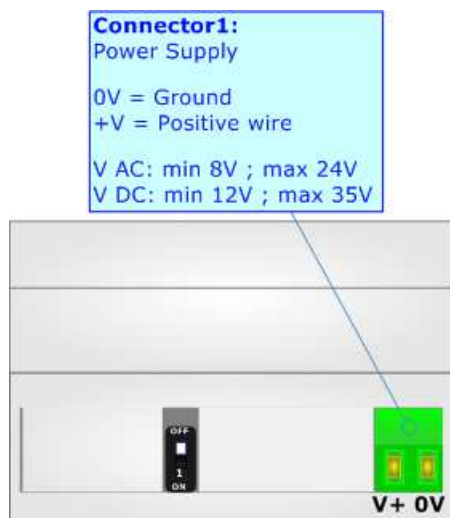 Connector1:
Power Supply
0V = Ground
+V = Positive wire
V AC: min 8V ; max 24V
V DC: min 12V ; max 35V
OFF
1
ON
V+ 0V